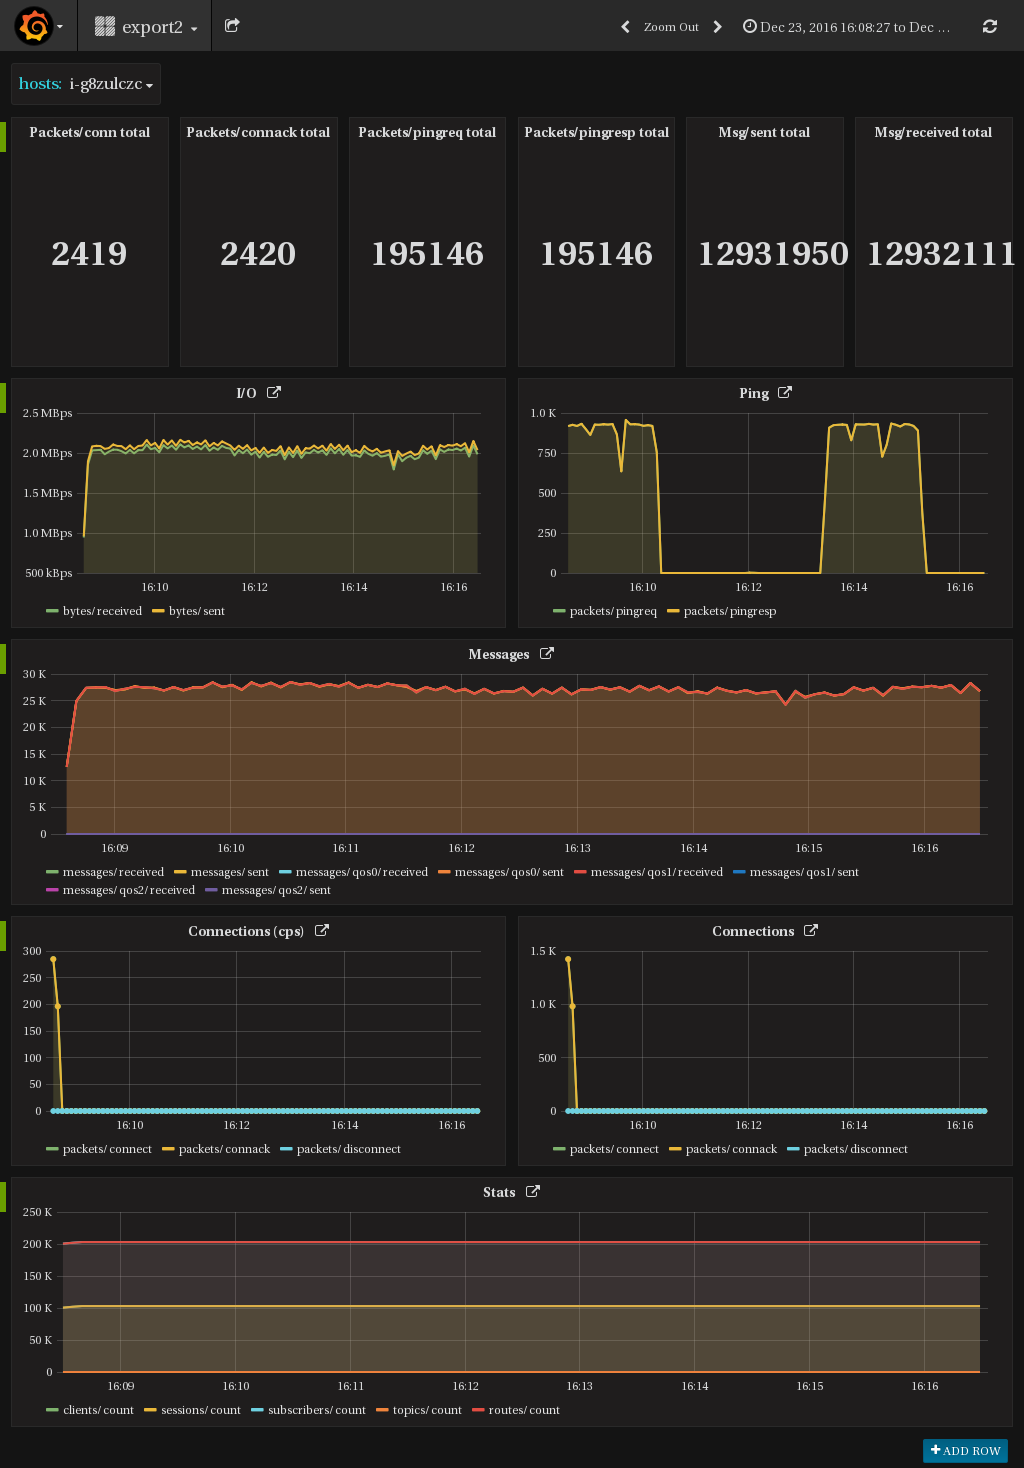 export2
Zoom Out
Dec 23, 2016 16:08:27 to Dec ...
hosts: i-g8zulczc
Packets/conn total
Packets/connack total
Packets/pingreq total
Packets/pingresp total
Msg/sent total
Msg/received total
2419
2420
195146
195146
12931950
12932111
I/O
2.5 MBps
2.0 MBps
1.5 MBps
1.0 MBps
500 kBps
16:10 16:12 16:14 16:16
bytes/received bytes/sent
Ping
1.0 K
750
500
250
0
16:10 16:12 16:14 16:16
packets/pingreq packets/pingresp
Messages
30 K
25 K
20 K
15 K
10 K
5 K
0
16:09 16:10 16:11 16:12 16:13 16:14 16:15 16:16
messages/received messages/sent messages/qos0/received messages/qos0/sent messages/qos1/received messages/qos1/sent
messages/qos2/received messages/qos2/sent
Connections (cps)
300
250
200
150
100
50
0
16:10 16:12 16:14 16:16
packets/connect packets/connack packets/disconnect
Connections
1.5 K
1.0 K
500
0
16:10 16:12 16:14 16:16
packets/connect packets/connack packets/disconnect
Stats
250 K
200 K
150 K
100 K
50 K
0
16:09 16:10 16:11 16:12 16:13 16:14 16:15 16:16
clients/count sessions/count subscribers/count topics/count routes/count
ADD ROW